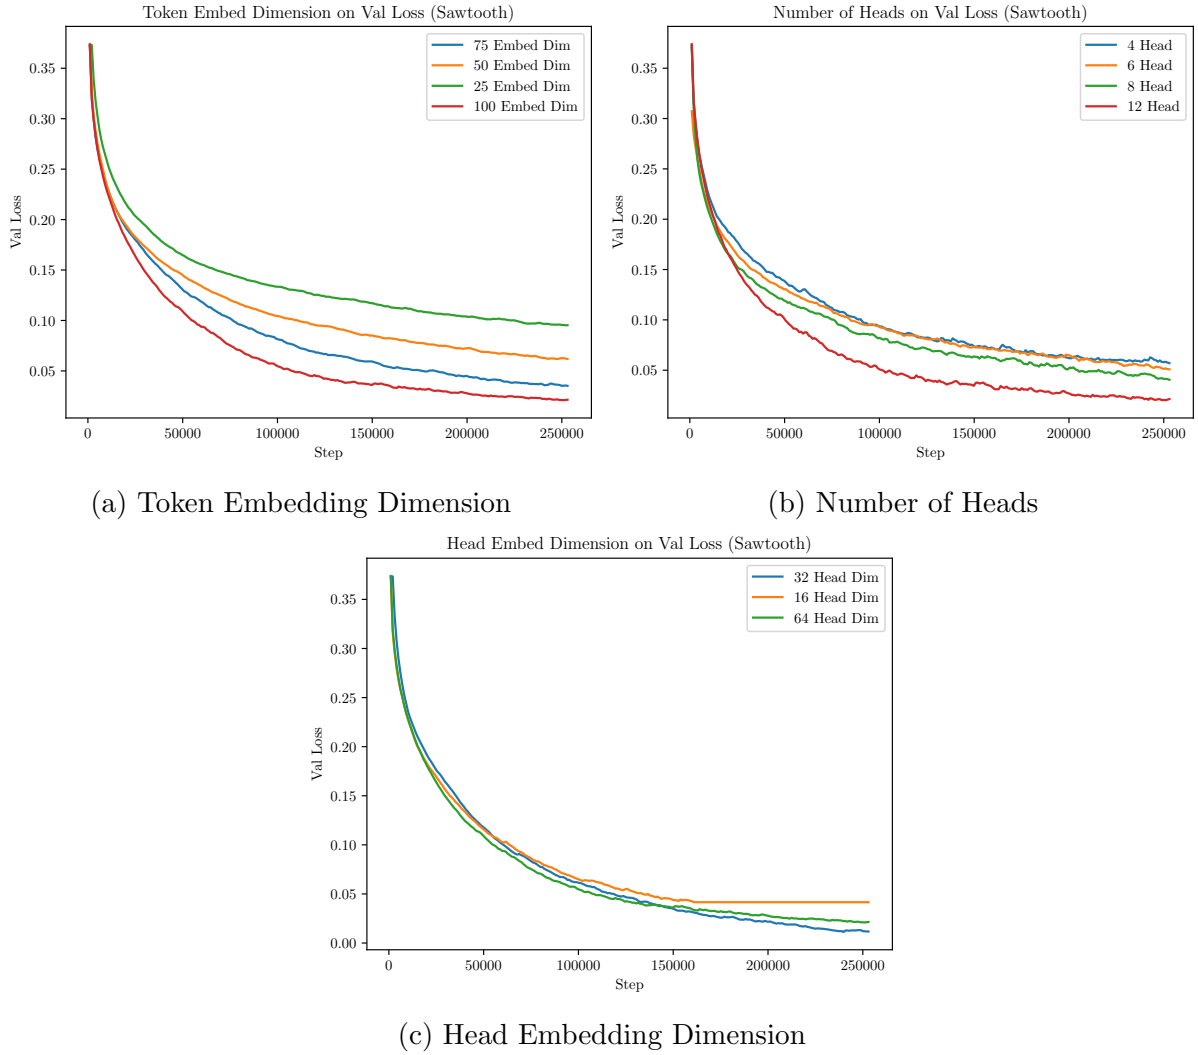 Token Embed Dimension on Val Loss (Sawtooth)
Val Loss
0.35
0.30
0.25
0.20
0.15
0.10
0.05
75 Embed Dim
50 Embed Dim
25 Embed Dim
100 Embed Dim
0
50000
100000
150000
200000
250000
Step
(a) Token Embedding Dimension
Number of Heads on Val Loss (Sawtooth)
Val Loss
0.35
0.30
0.25
0.20
0.15
0.10
0.05
4 Head
6 Head
8 Head
12 Head
0
50000
100000
150000
200000
250000
Step
(b) Number of Heads
Head Embed Dimension on Val Loss (Sawtooth)
Val Loss
0.35
0.30
0.25
0.20
0.15
0.10
0.05
0.00
32 Head Dim
16 Head Dim
64 Head Dim
0
50000
100000
150000
200000
250000
Step
(c) Head Embedding Dimension